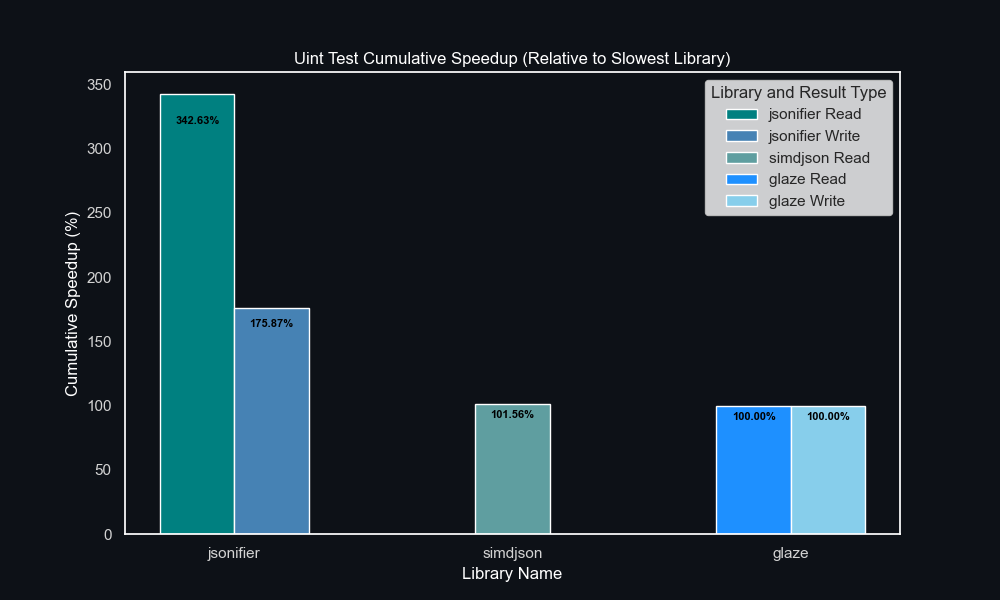 Uint Test Cumulative Speedup (Relative to Slowest Library)
Cumulative Speedup (%)
350
300
250
200
150
100
50
0
342.63%
175.87%
101.56%
100.00%
100.00%
Library and Result Type
jsonifier Read
jsonifier Write
simdjson Read
glaze Read
glaze Write
jsonifier
simdjson
glaze
Library Name